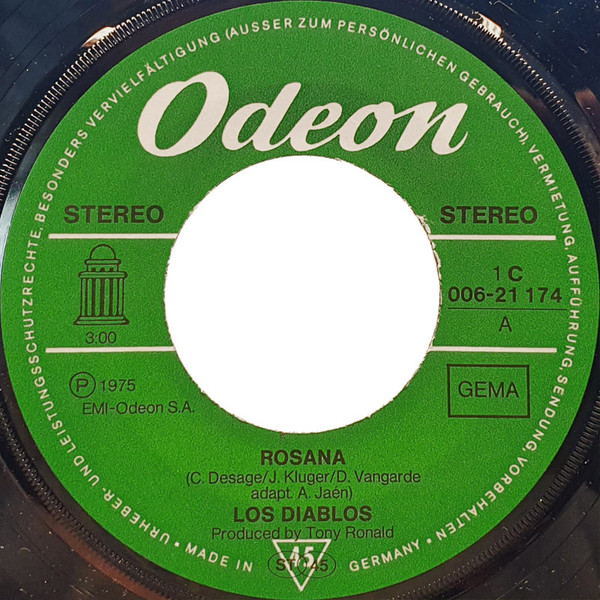 URHEBER- UND LEISTUNGSSCHUTZRECHTE, BESONDERS VERVIELFÄLTIGUNG (AUSSER ZUM PERSÖNLICHEN GEBRAUCH), VERMIETUNG, AUFFÜHRUNG, SENDUNG, VORBEHALTEN •
Odeon
STEREO STEREO
1 C
006-21 174
A
3:00
Ⓟ 1975
EMI-Odeon S.A.
GEMA
ROSANA
(C. Desage/J. Kluger/D. Vangarde
adapt. A. Jaén)
LOS DIABLOS
Produced by Tony Ronald
• MADE IN GERMANY •
45
ST 45